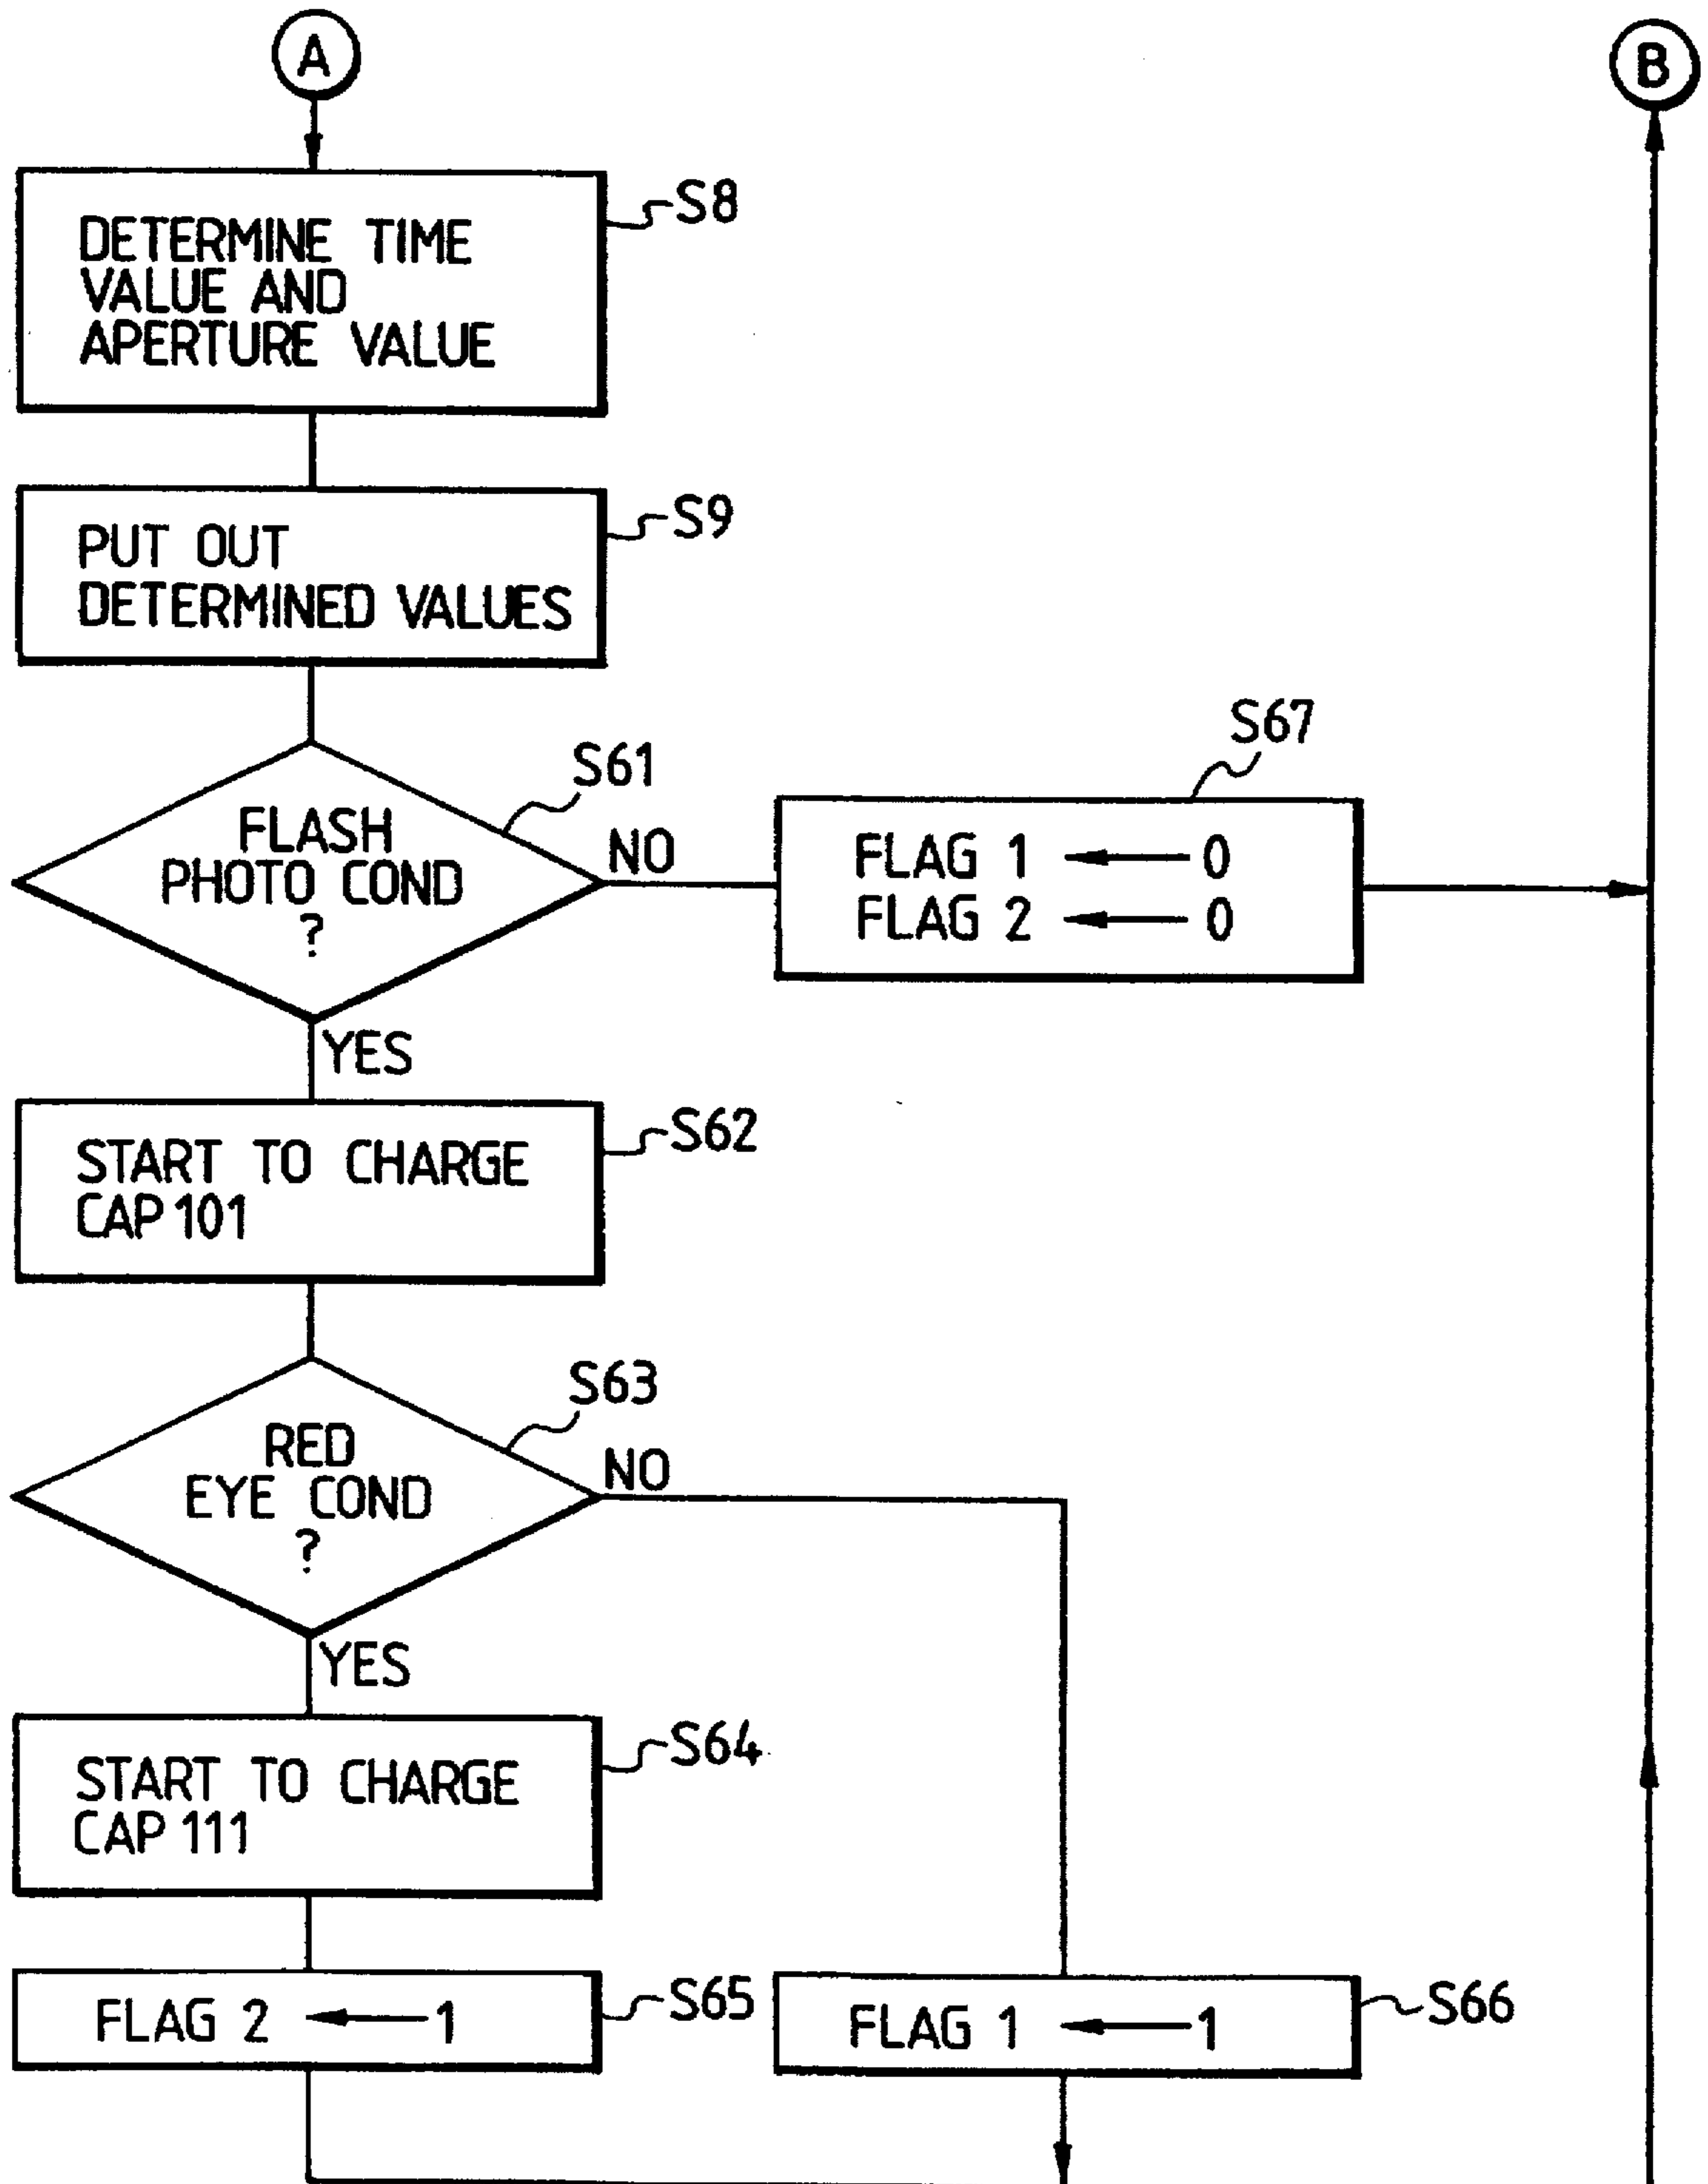 A
B
DETERMINE TIME
VALUE AND
APERTURE VALUE
S8
PUT OUT
DETERMINED VALUES
S9
FLASH
PHOTO COND
?
S61
NO
FLAG 1 ← 0
FLAG 2 ← 0
S67
YES
START TO CHARGE
CAP 101
S62
RED
EYE COND
?
S63
NO
YES
START TO CHARGE
CAP 111
S64
FLAG 2 ← 1
S65
FLAG 1 ← 1
S66